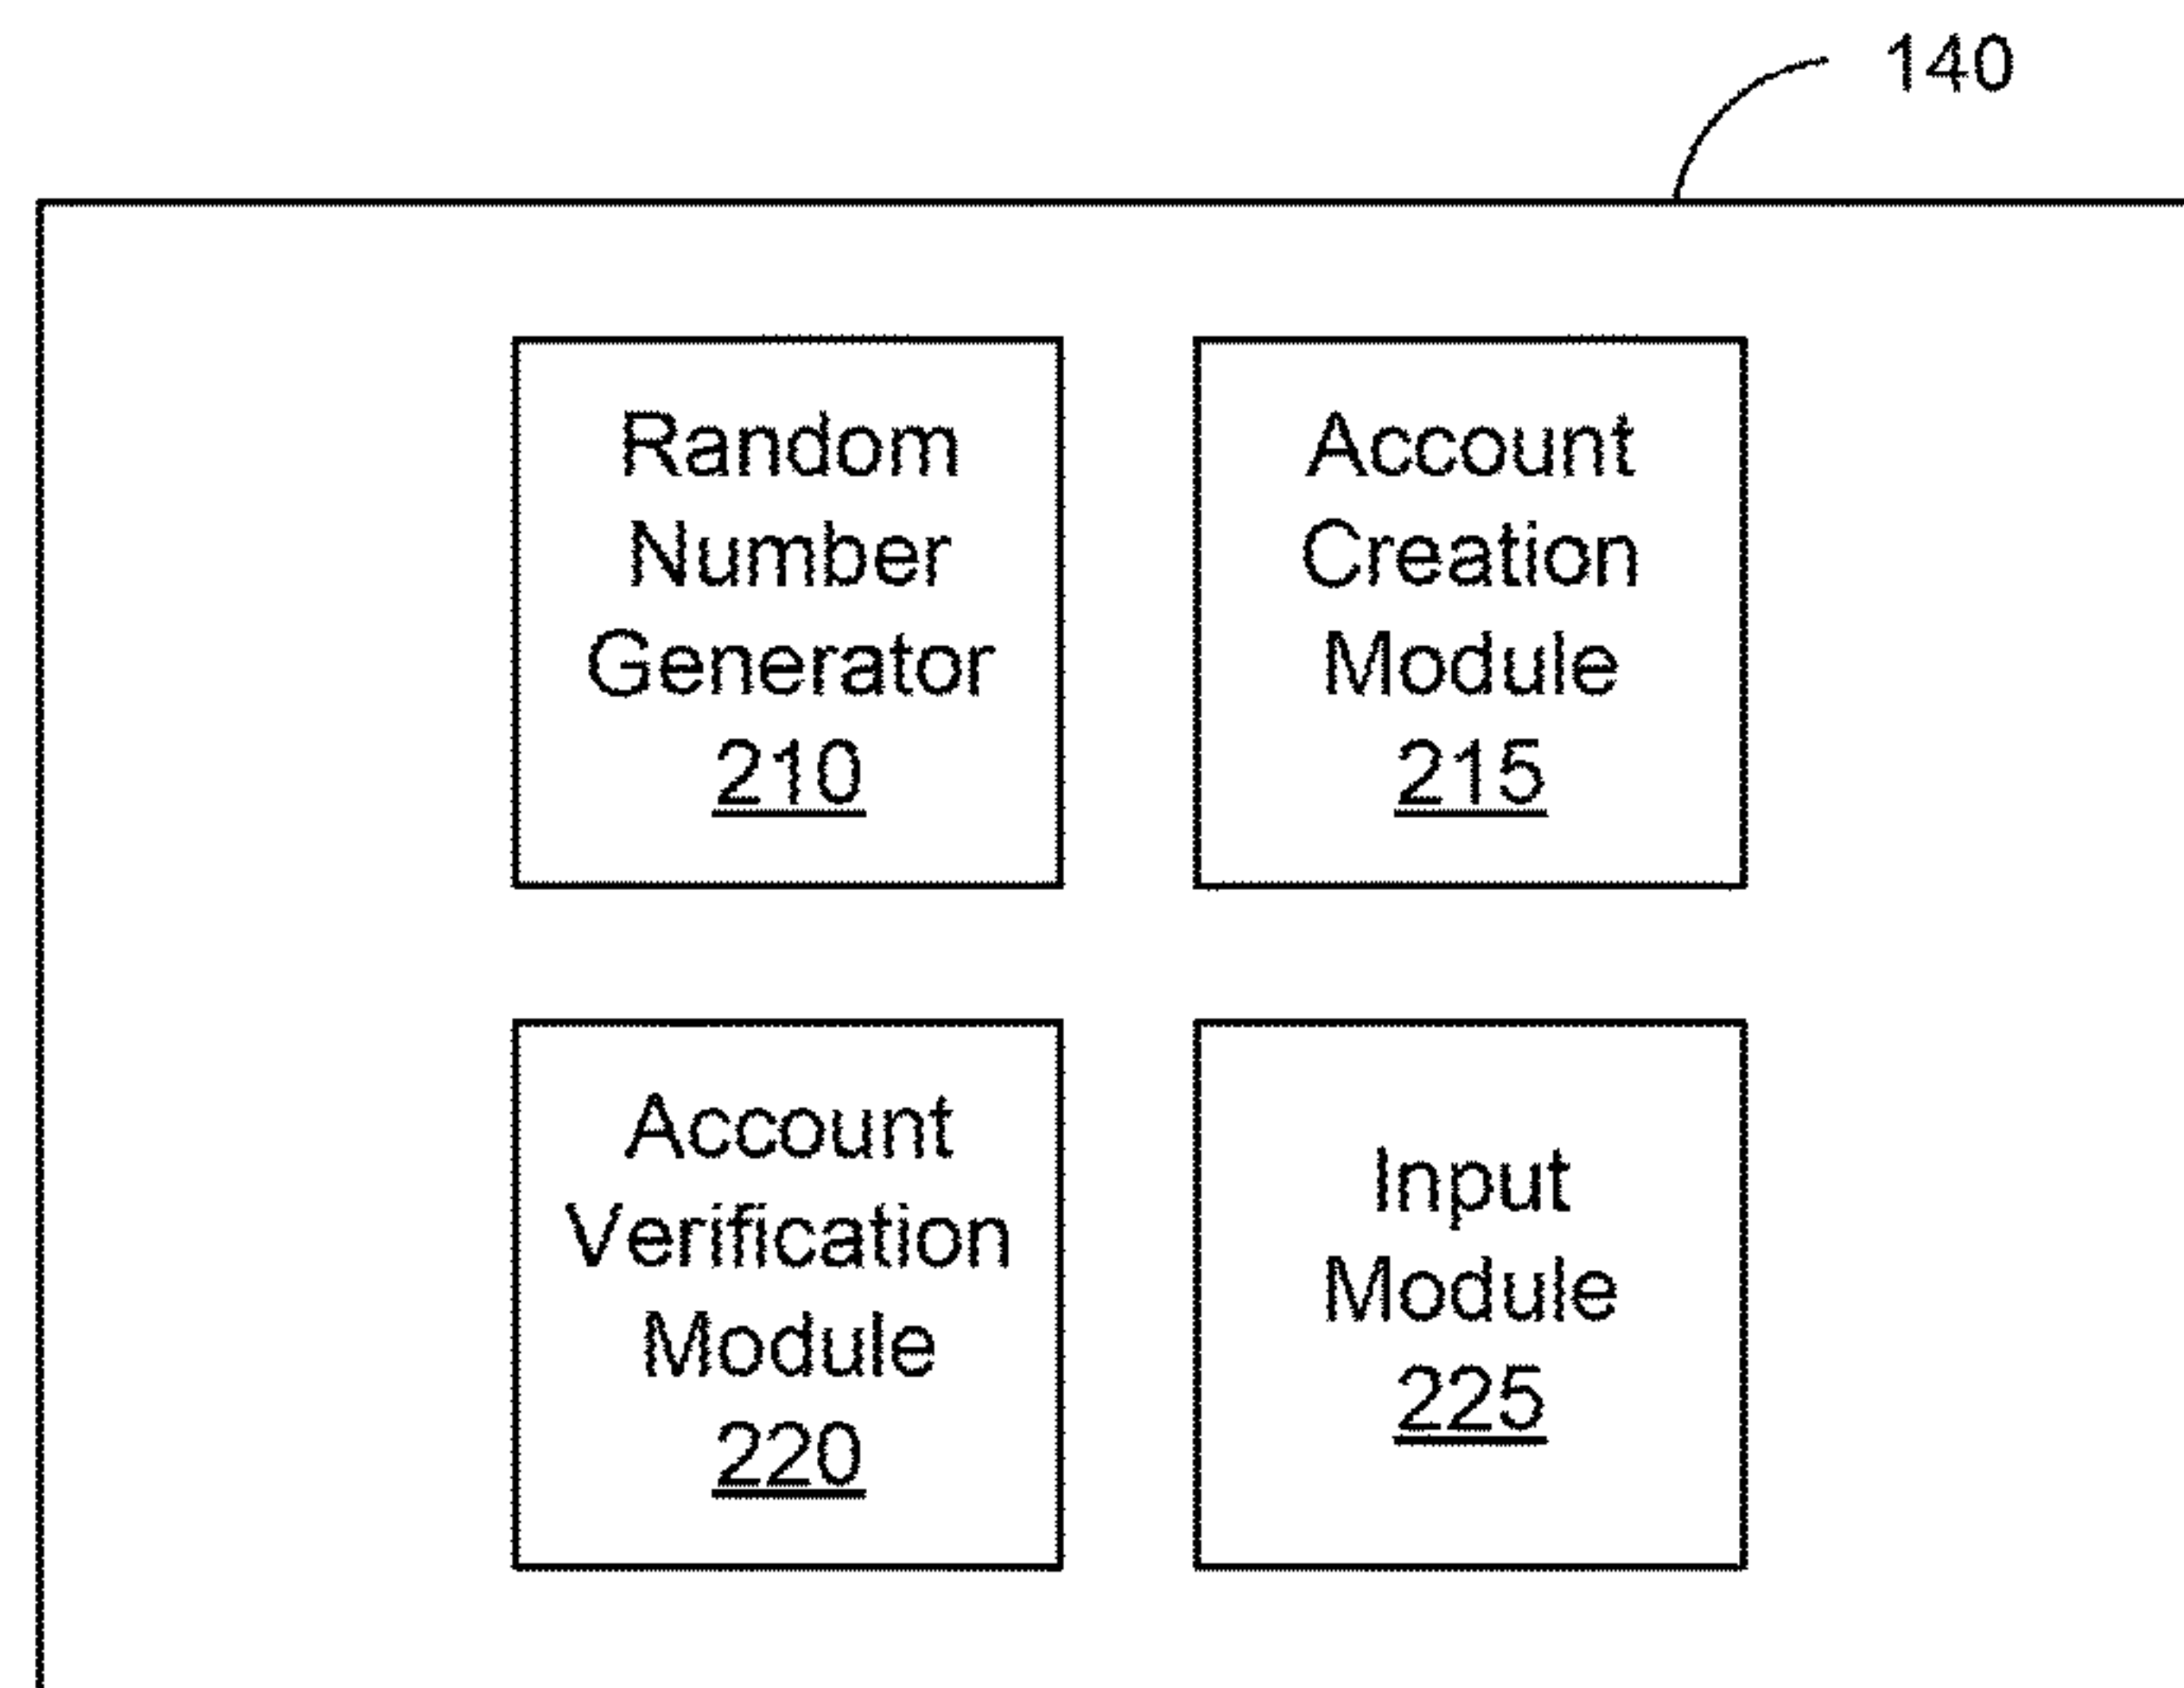 140
Random
Number
Generator
210
Account
Creation
Module
215
Account
Verification
Module
220
Input
Module
225